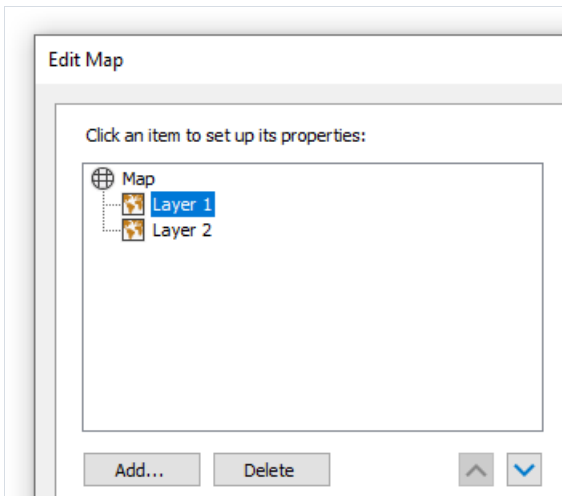 Edit Map
Click an item to set up its properties:
Map
Layer 1
Layer 2
Add... Delete